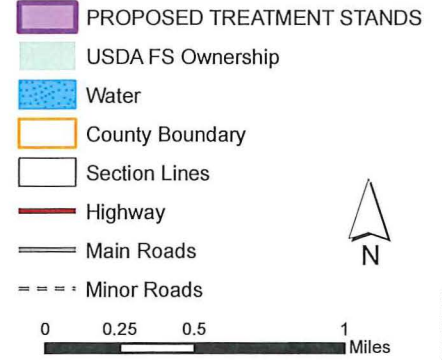 PROPOSED TREATMENT STANDS
USDA FS Ownership
Water
County Boundary
Section Lines
Highway
Main Roads
Minor Roads
N
0 0.25 0.5 1
Miles